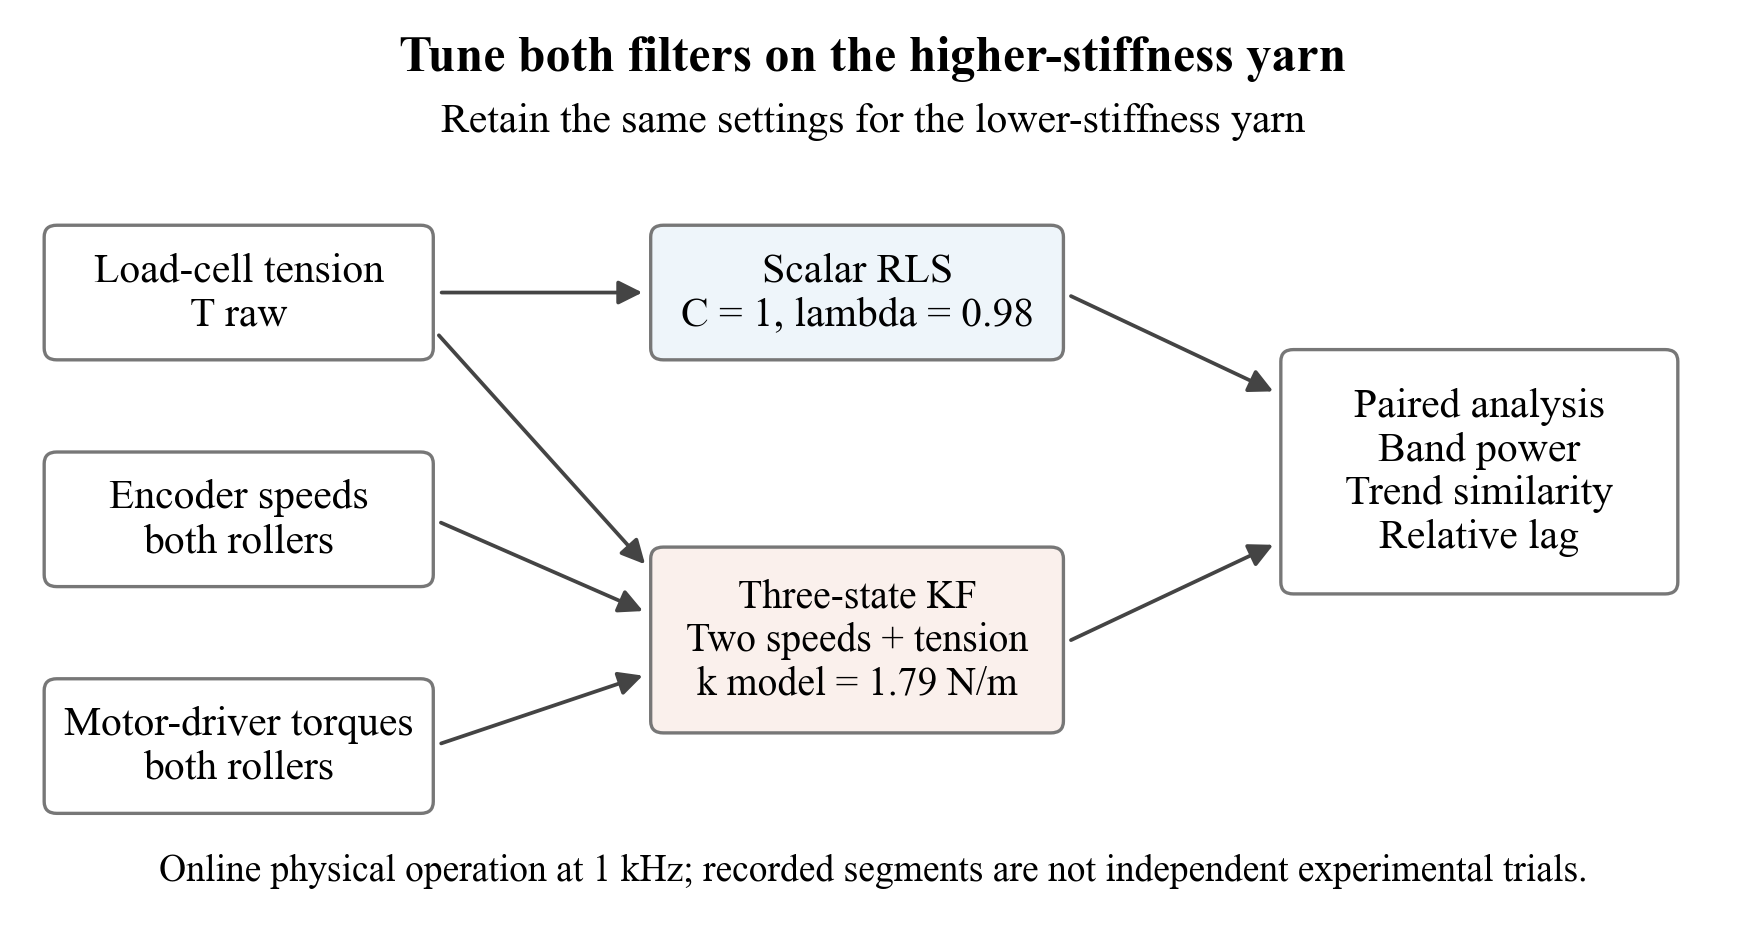 Tune both filters on the higher-stiffness yarn
Retain the same settings for the lower-stiffness yarn
Load-cell tension
T raw
Scalar RLS
C = 1, lambda = 0.98
Encoder speeds
both rollers
Three-state KF
Two speeds + tension
k model = 1.79 N/m
Motor-driver torques
both rollers
Paired analysis
Band power
Trend similarity
Relative lag
Online physical operation at 1 kHz; recorded segments are not independent experimental trials.